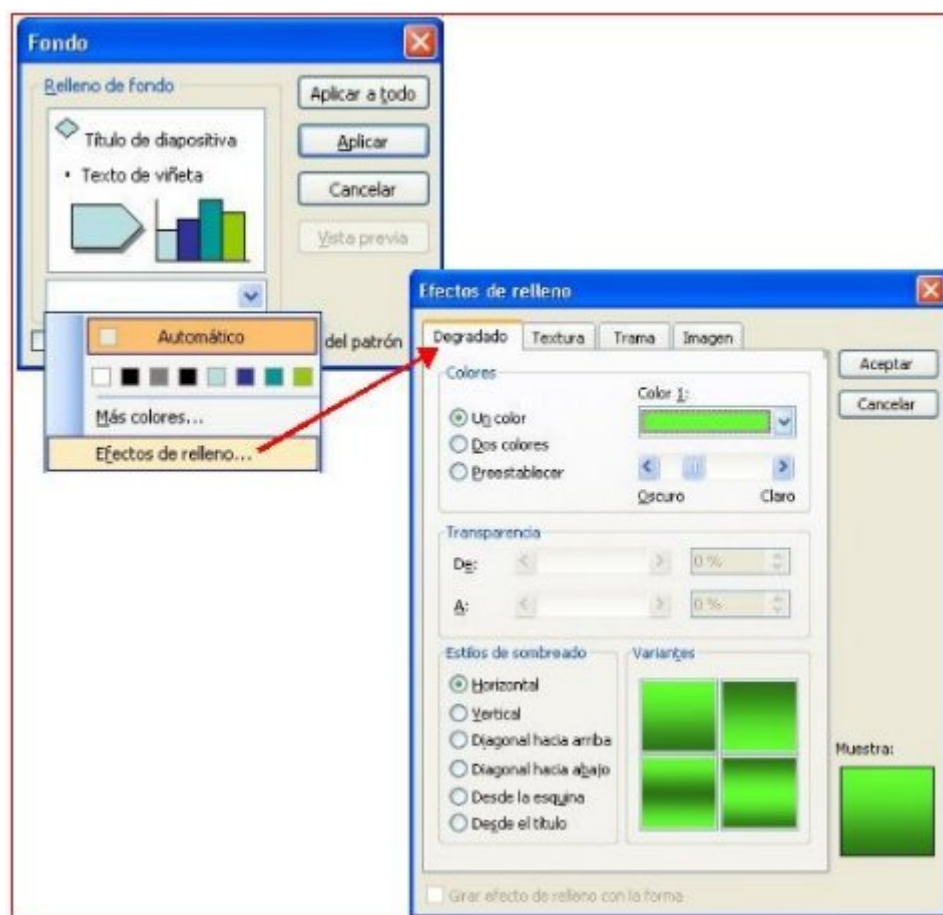 Fondo
Relleno de fondo
Título de diapositiva
• Texto de viñeta
Aplicar a todo
Aplicar
Cancelar
Vista previa
Automático
del patrón
Más colores...
Efectos de relleno...
Efectos de relleno
Degradado
Textura
Trama
Imagen
Aceptar
Cancelar
Colores
Un color
Dos colores
Preestablecer
Color 1:
Oscuro
Claro
Transparencia
De:
0 %
A:
0 %
Estilos de sombreado
Horizontal
Vertical
Diagonal hacia arriba
Diagonal hacia abajo
Desde la esquina
Desde el título
Variantes
Muestra:
Girar efecto de relleno con la forma